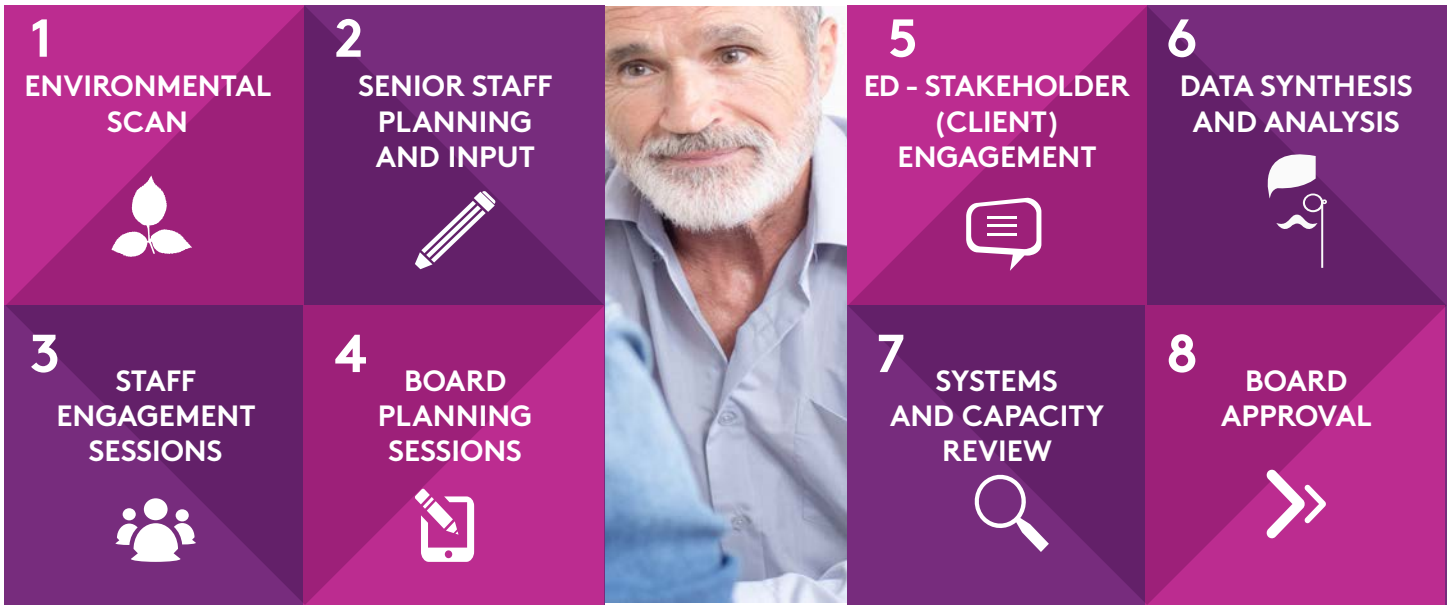 1
ENVIRONMENTAL
SCAN
2
SENIOR STAFF
PLANNING
AND INPUT
3
STAFF
ENGAGEMENT
SESSIONS
4
BOARD
PLANNING
SESSIONS
5
ED - STAKEHOLDER
(CLIENT)
ENGAGEMENT
6
DATA SYNTHESIS
AND ANALYSIS
7
SYSTEMS
AND CAPACITY
REVIEW
8
BOARD
APPROVAL